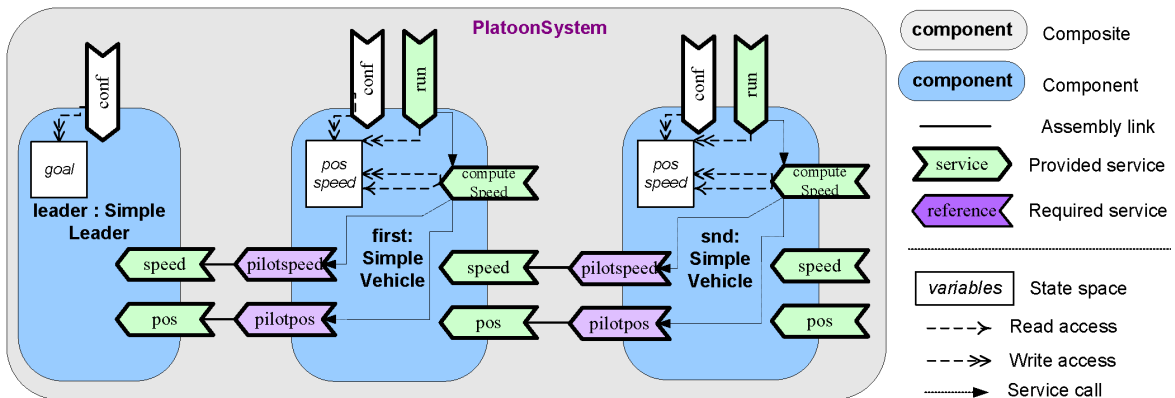 PlatoonSystem
conf
conf
run
conf
run
goal
pos
speed
pos
speed
compute
Speed
compute
Speed
leader : Simple
Leader
first:
Simple
Vehicle
snd:
Simple
Vehicle
speed
pilotspeed
speed
pilotspeed
speed
pos
pilotpos
pos
pilotpos
pos
component Composite
component Component
Assembly link
service Provided service
reference Required service
variables State space
Read access
Write access
Service call